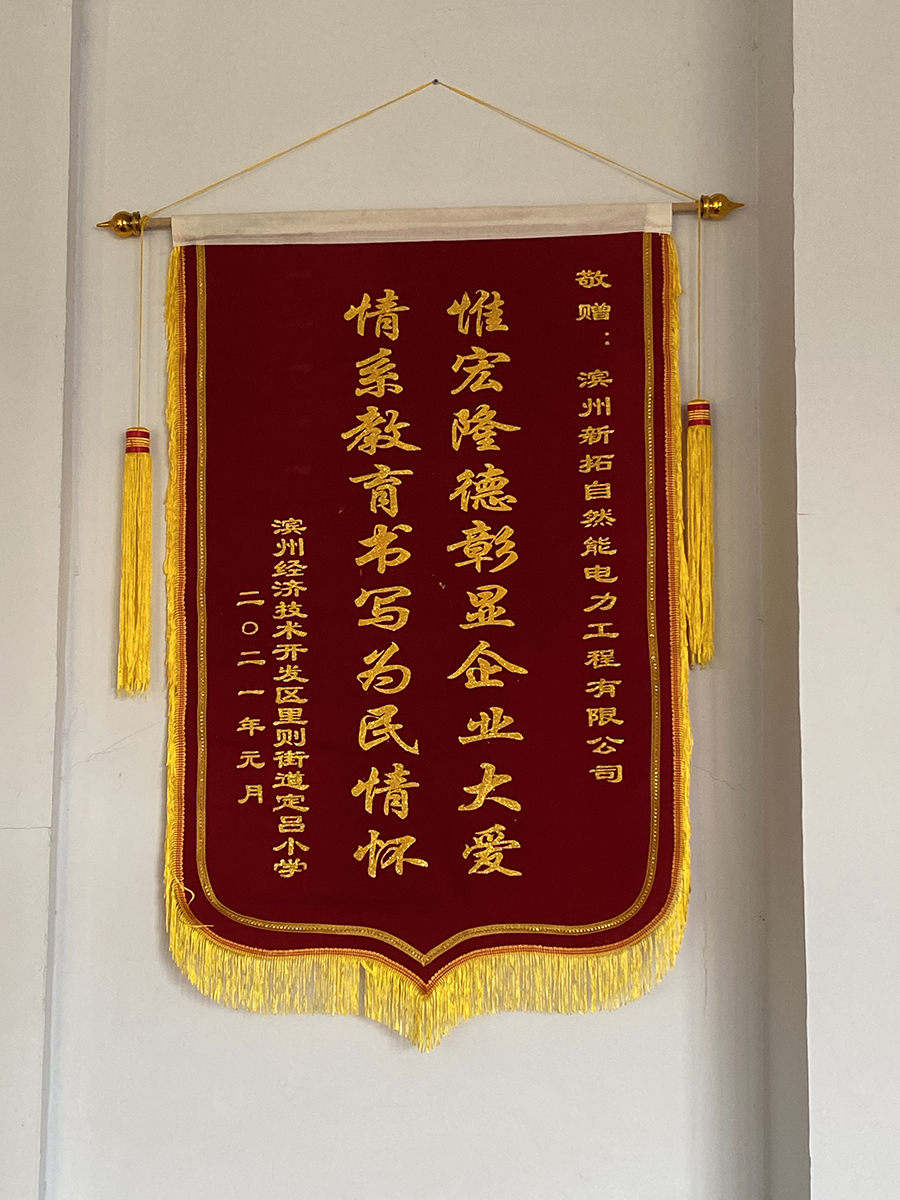 敬赠：滨州新拓自然能电力工程有限公司
惟宏隆德彰显企业大爱
情系教育书写为民情怀
滨州经济技术开发区里则街道定吕小学
二〇二一年元月